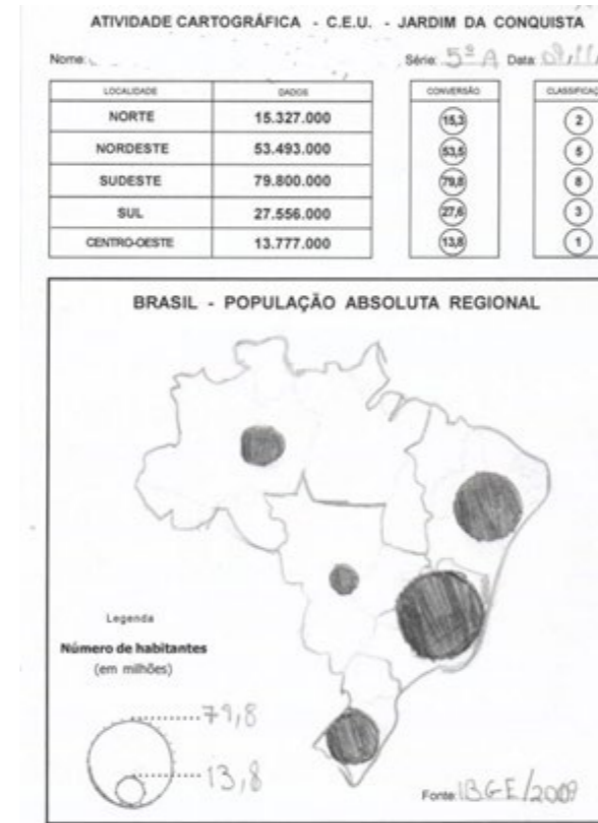 ATIVIDADE CARTOGRÁFICA - C.E.U. - JARDIM DA CONQUISTA
Nome: Série: 5ª A Data:
LOCALIDADE DADOS CONVERSÃO CLASSIFICAÇ
NORTE 15.327.000 15,3 2
NORDESTE 53.493.000 53,5 5
SUDESTE 79.800.000 79,8 8
SUL 27.556.000 27,6 3
CENTRO-OESTE 13.777.000 13,8 1
BRASIL - POPULAÇÃO ABSOLUTA REGIONAL
Legenda
Número de habitantes
(em milhões)
79,8
13,8
Fonte: IBGE/2009